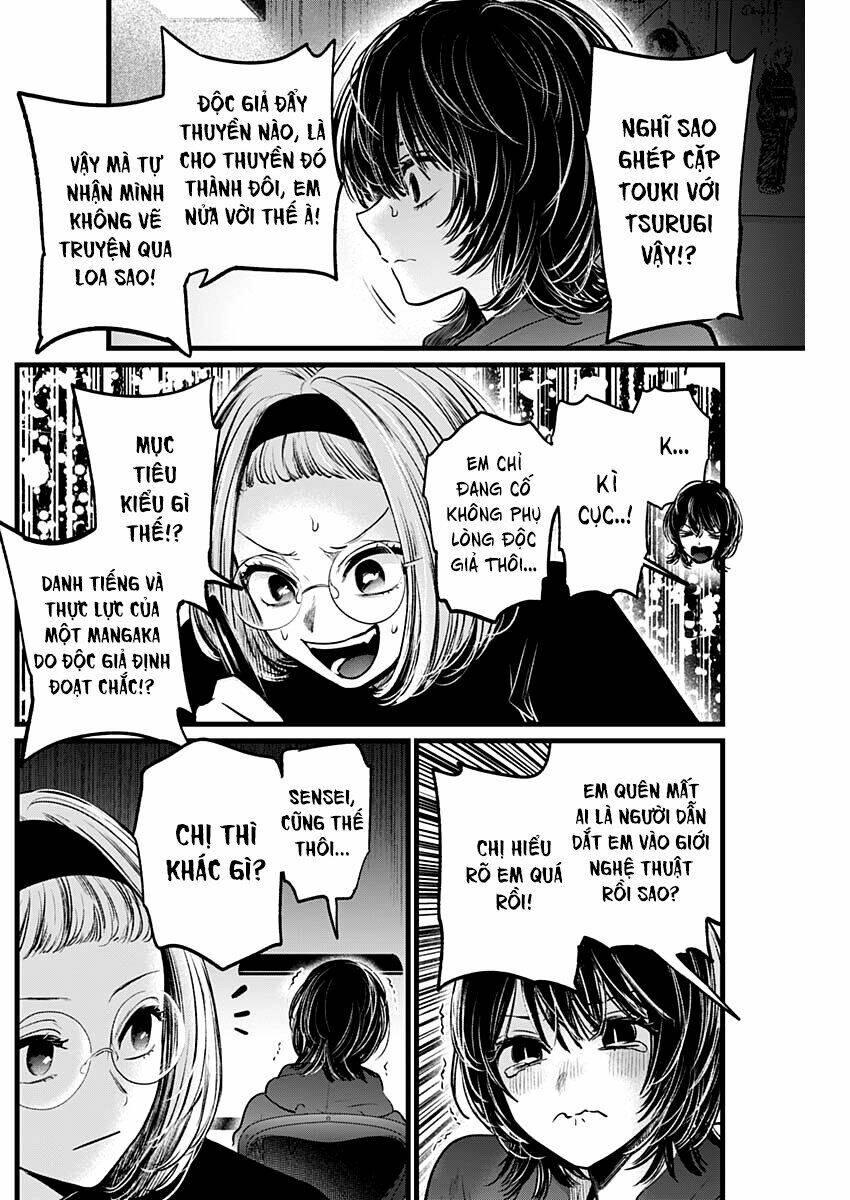 NGHĨ SAO
GHÉP CẶP
TOUKI VỚI
TSURUGI
VẬY!?
ĐỘC GIẢ ĐẨY
THUYỀN NÀO, LÀ
CHO THUYỀN ĐÓ
THÀNH ĐÔI, EM
NỬA VỜI THẾ À!
VẬY MÀ TỰ
NHẬN MÌNH
KHÔNG VẼ
TRUYỆN QUA
LOA SAO!
K...
KÌ
CỤC..!
EM CHỈ
ĐANG CỐ
KHÔNG PHỤ
LÒNG ĐỘC
GIẢ THÔI...
MỤC
TIÊU
KIỂU GÌ
THẾ!?
DANH TIẾNG VÀ
THỰC LỰC CỦA
MỘT MANGAKA
DO ĐỘC GIẢ ĐỊNH
ĐOẠT CHẮC!?
EM QUÊN MẤT
AI LÀ NGƯỜI DẪN
DẮT EM VÀO GIỚI
NGHỆ THUẬT
RỒI SAO?
CHỊ HIỂU
RÕ EM QUÁ
RỒI!
SENSEI,
CŨNG THẾ
THÔI...
CHỊ THÌ
KHÁC GÌ?